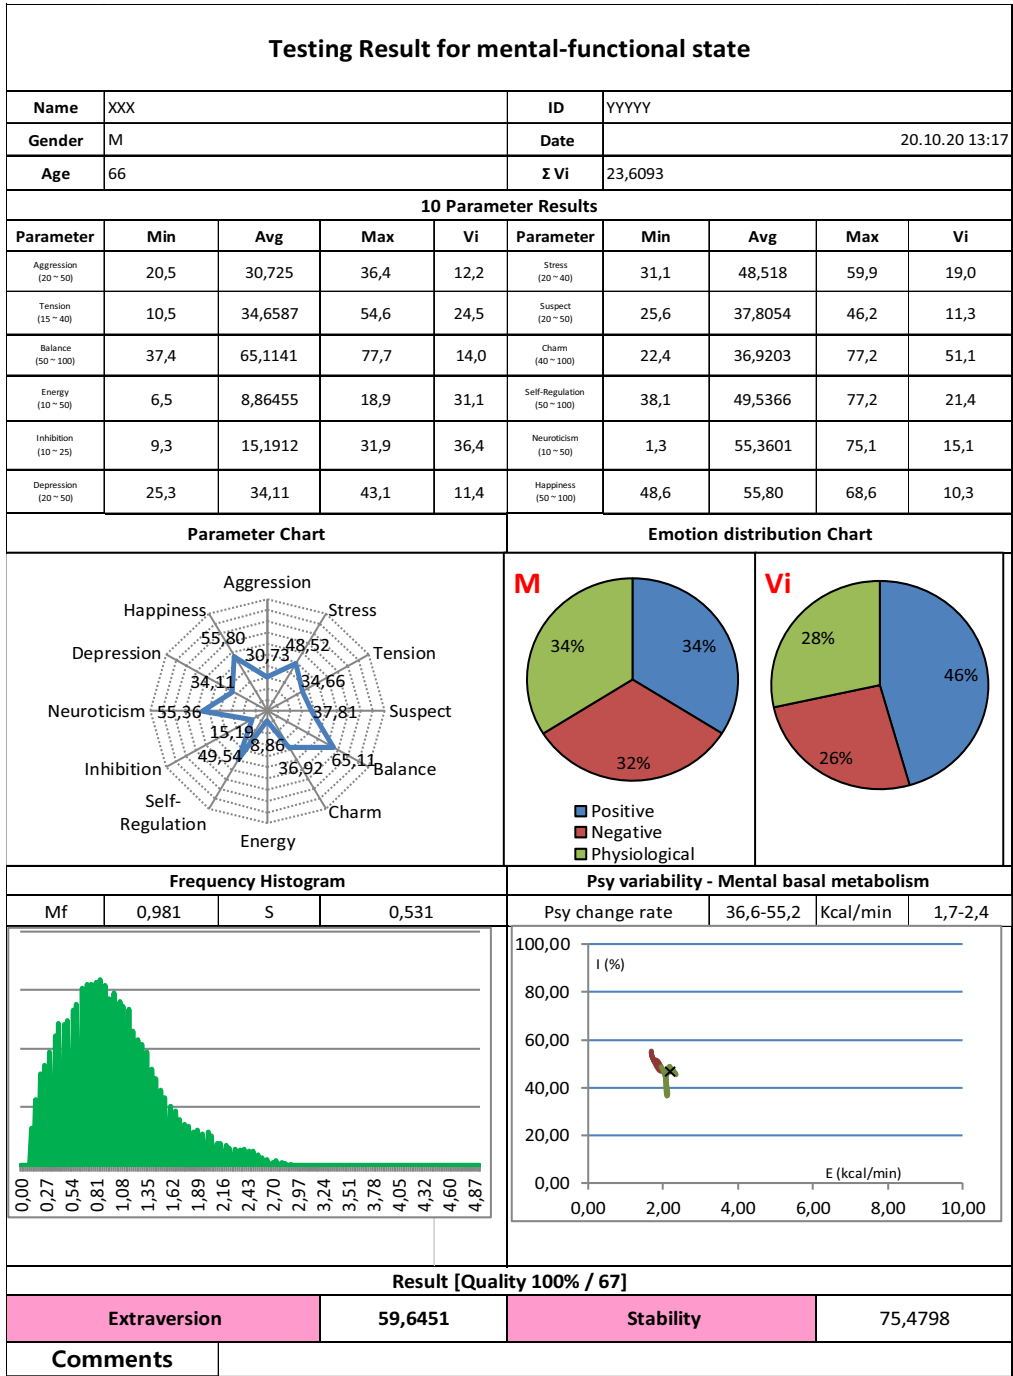 Testing Result for mental-functional state
Name XXX ID YYYYY
Gender M Date 20.10.20 13:17
Age 66 Σ Vi 23,6093
10 Parameter Results
Parameter Min Avg Max Vi Parameter Min Avg Max Vi
Aggression (20 ~ 50) 20,5 30,725 36,4 12,2 Stress (20 ~ 40) 31,1 48,518 59,9 19,0
Tension (15 ~ 40) 10,5 34,6587 54,6 24,5 Suspect (20 ~ 50) 25,6 37,8054 46,2 11,3
Balance (50 ~ 100) 37,4 65,1141 77,7 14,0 Charm (40 ~ 100) 22,4 36,9203 77,2 51,1
Energy (10 ~ 50) 6,5 8,86455 18,9 31,1 Self-Regulation (50 ~ 100) 38,1 49,5366 77,2 21,4
Inhibition (10 ~ 25) 9,3 15,1912 31,9 36,4 Neuroticism (10 ~ 50) 1,3 55,3601 75,1 15,1
Depression (20 ~ 50) 25,3 34,11 43,1 11,4 Happiness (50 ~ 100) 48,6 55,80 68,6 10,3
Parameter Chart Emotion distribution Chart
Aggression
Happiness Stress
55,80 30,73 48,52
Depression Tension
34,11 34,66
Neuroticism 55,36 37,81 Suspect
15,19 8,86
Inhibition 49,54 36,92 65,11 Balance
Self-
Regulation
Charm
Energy
M
34% 34%
32%
Positive
Negative
Physiological
Vi
28% 46%
26%
Frequency Histogram Psy variability - Mental basal metabolism
Mf 0,981 S 0,531 Psy change rate 36,6-55,2 Kcal/min 1,7-2,4
0,00 0,27 0,54 0,81 1,08 1,35 1,62 1,89 2,16 2,43 2,70 2,97 3,24 3,51 3,78 4,05 4,32 4,60 4,87
100,00
I (%)
80,00
60,00
40,00
20,00
E (kcal/min)
0,00
0,00 2,00 4,00 6,00 8,00 10,00
Result [Quality 100% / 67]
Extraversion 59,6451 Stability 75,4798
Comments